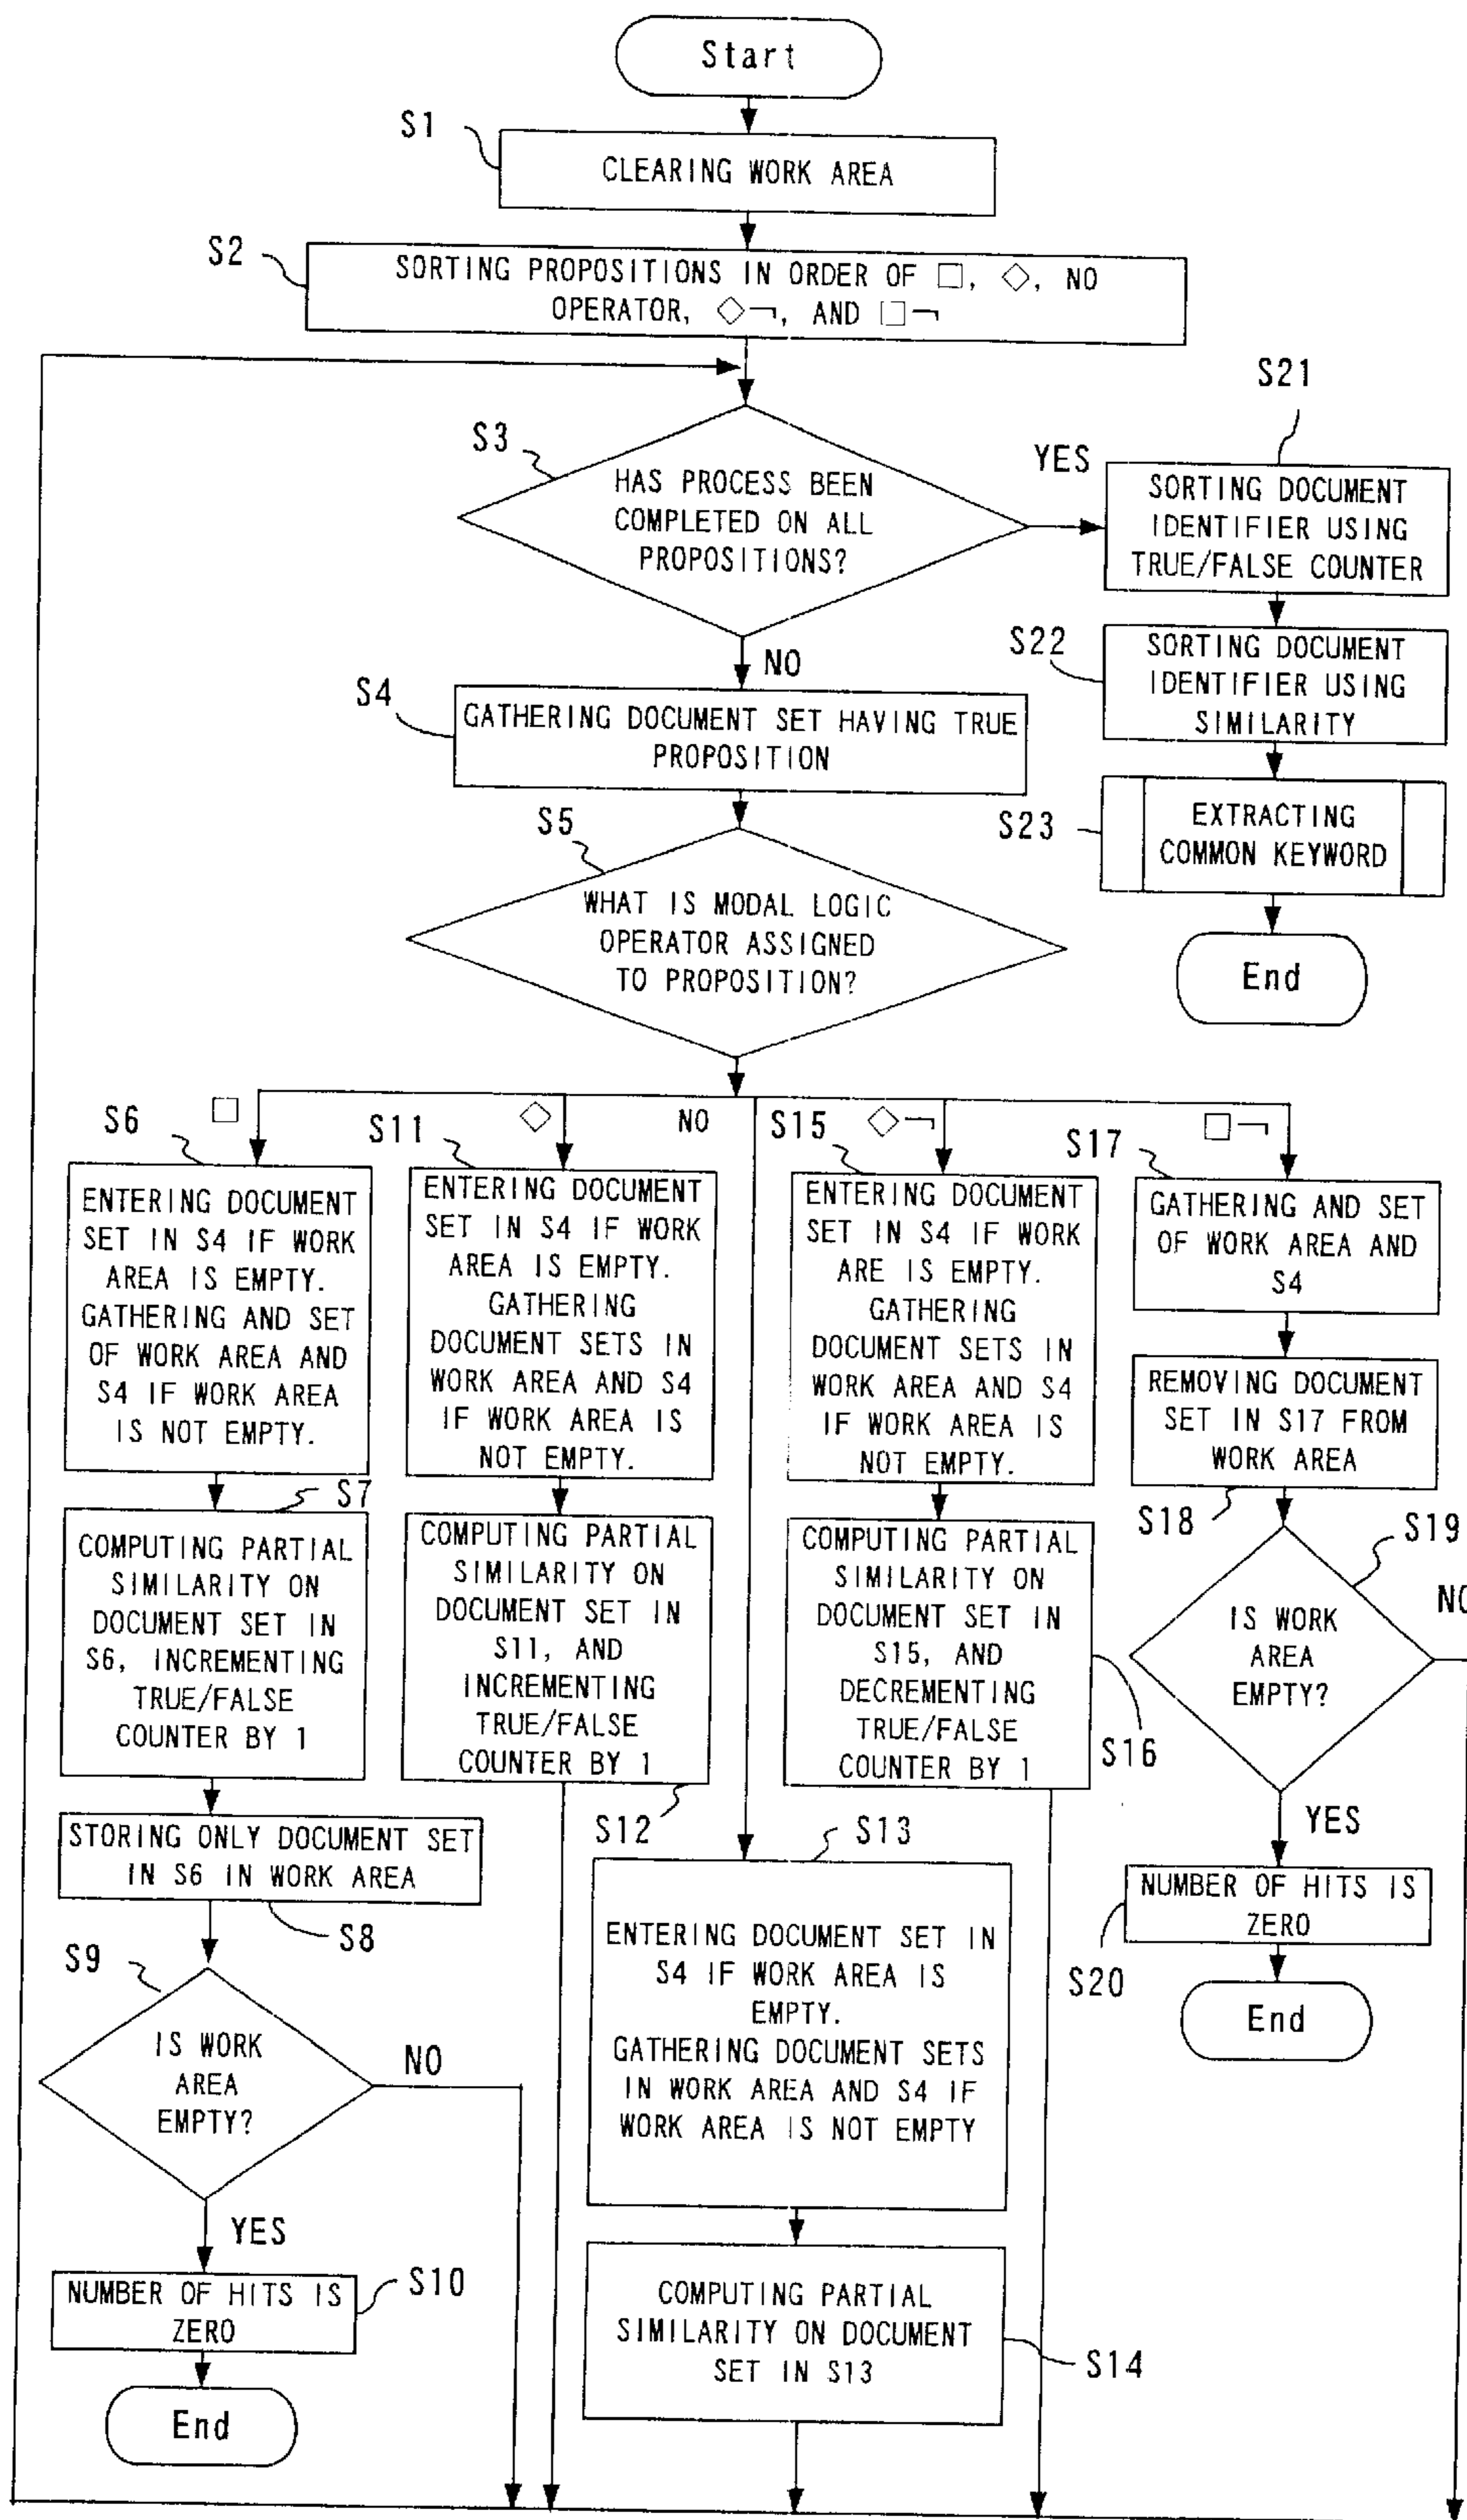 Start
S1
CLEARING WORK AREA
S2
SORTING PROPOSITIONS IN ORDER OF □, ◇, NO
OPERATOR, ◇¬, AND □¬
S3
HAS PROCESS BEEN
COMPLETED ON ALL
PROPOSITIONS?
YES
S21
SORTING DOCUMENT
IDENTIFIER USING
TRUE/FALSE COUNTER
NO
S22
SORTING DOCUMENT
IDENTIFIER USING
SIMILARITY
S4
GATHERING DOCUMENT SET HAVING TRUE
PROPOSITION
S23
EXTRACTING
COMMON KEYWORD
End
S5
WHAT IS MODAL LOGIC
OPERATOR ASSIGNED
TO PROPOSITION?
S6
□
ENTERING DOCUMENT
SET IN S4 IF WORK
AREA IS EMPTY.
GATHERING AND SET
OF WORK AREA AND
S4 IF WORK AREA
IS NOT EMPTY.
S7
COMPUTING PARTIAL
SIMILARITY ON
DOCUMENT SET IN
S6, INCREMENTING
TRUE/FALSE
COUNTER BY 1
STORING ONLY DOCUMENT SET
IN S6 IN WORK AREA
S8
S9
IS WORK
AREA
EMPTY?
NO
YES
NUMBER OF HITS IS
ZERO
S10
End
S11
◇
ENTERING DOCUMENT
SET IN S4 IF WORK
AREA IS EMPTY.
GATHERING
DOCUMENT SETS IN
WORK AREA AND S4
IF WORK AREA IS
NOT EMPTY.
COMPUTING PARTIAL
SIMILARITY ON
DOCUMENT SET IN
S11, AND
INCREMENTING
TRUE/FALSE
COUNTER BY 1
S12
NO
S13
ENTERING DOCUMENT SET IN
S4 IF WORK AREA IS
EMPTY.
GATHERING DOCUMENT SETS
IN WORK AREA AND S4 IF
WORK AREA IS NOT EMPTY
COMPUTING PARTIAL
SIMILARITY ON DOCUMENT
SET IN S13
S14
S15
◇¬
ENTERING DOCUMENT
SET IN S4 IF WORK
ARE IS EMPTY.
GATHERING
DOCUMENT SETS IN
WORK AREA AND S4
IF WORK AREA IS
NOT EMPTY.
COMPUTING PARTIAL
SIMILARITY ON
DOCUMENT SET IN
S15, AND
DECREMENTING
TRUE/FALSE
COUNTER BY 1
S16
S17
□¬
GATHERING AND SET
OF WORK AREA AND
S4
REMOVING DOCUMENT
SET IN S17 FROM
WORK AREA
S18
S19
IS WORK
AREA
EMPTY?
NO
YES
NUMBER OF HITS IS
ZERO
S20
End